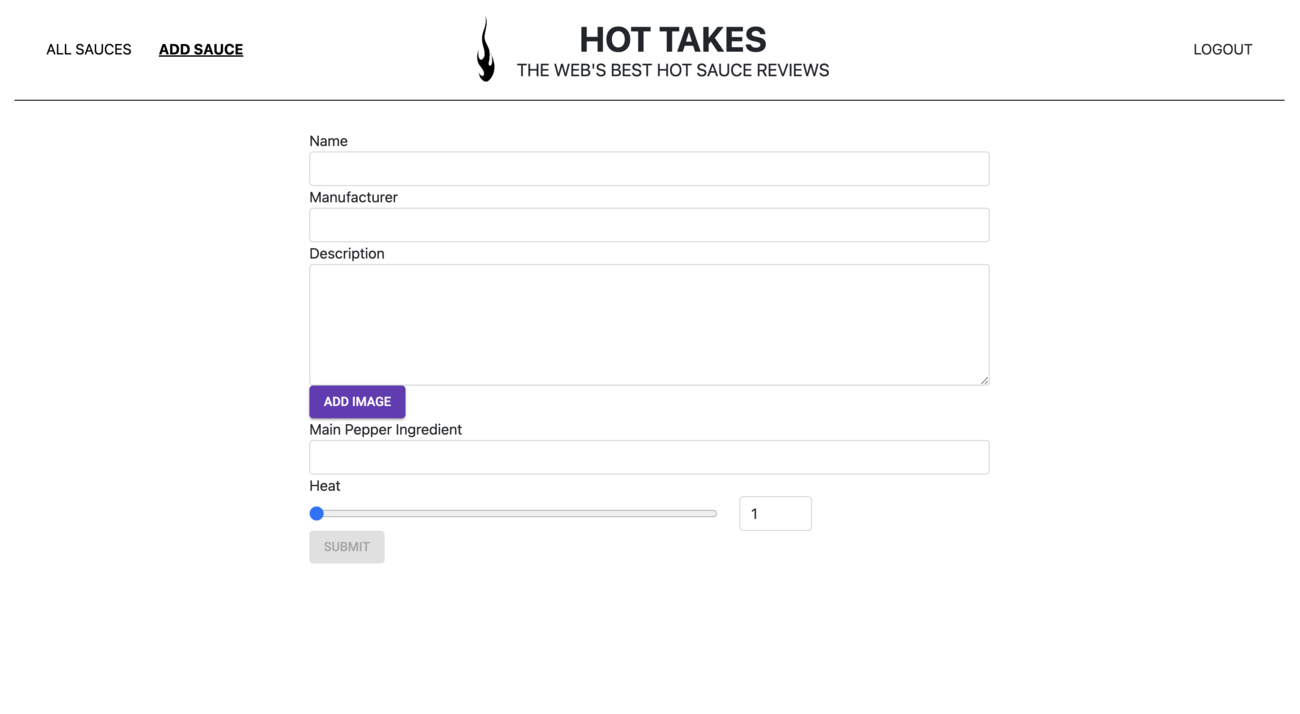 ALL SAUCES ADD SAUCE
HOT TAKES
THE WEB'S BEST HOT SAUCE REVIEWS
LOGOUT
Name
Manufacturer
Description
ADD IMAGE
Main Pepper Ingredient
Heat
1
SUBMIT